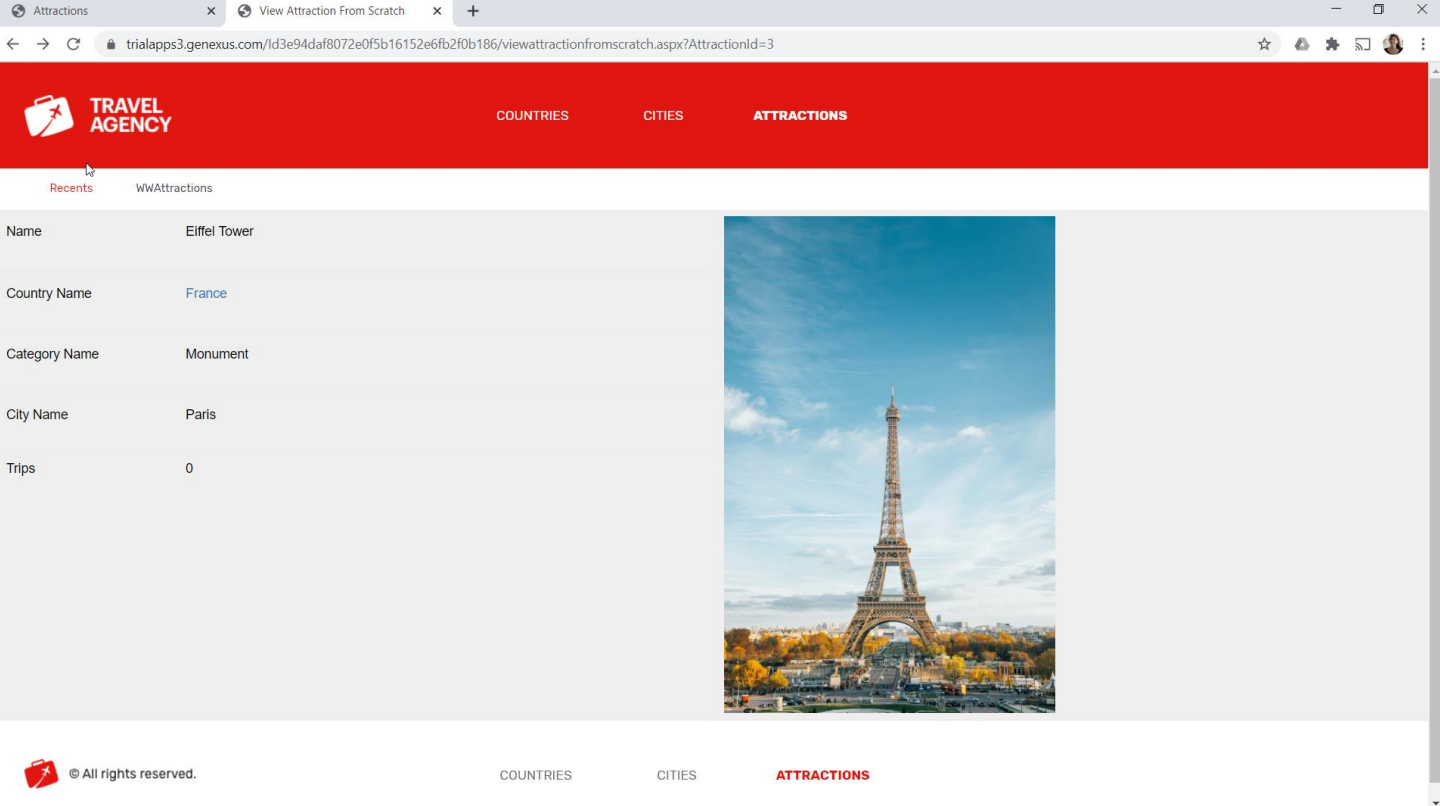 Attractions
View Attraction From Scratch
trialapps3.genexus.com/Id3e94daf8072e0f5b16152e6fb2f0b186/viewattractionfromscratch.aspx?AttractionId=3
TRAVEL
AGENCY
COUNTRIES CITIES ATTRACTIONS
Recents WWAttractions
Name Eiffel Tower
Country Name France
Category Name Monument
City Name Paris
Trips 0
© All rights reserved. COUNTRIES CITIES ATTRACTIONS